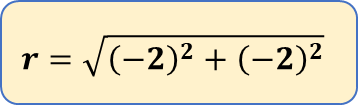 r = √((−2)² + (−2)²)